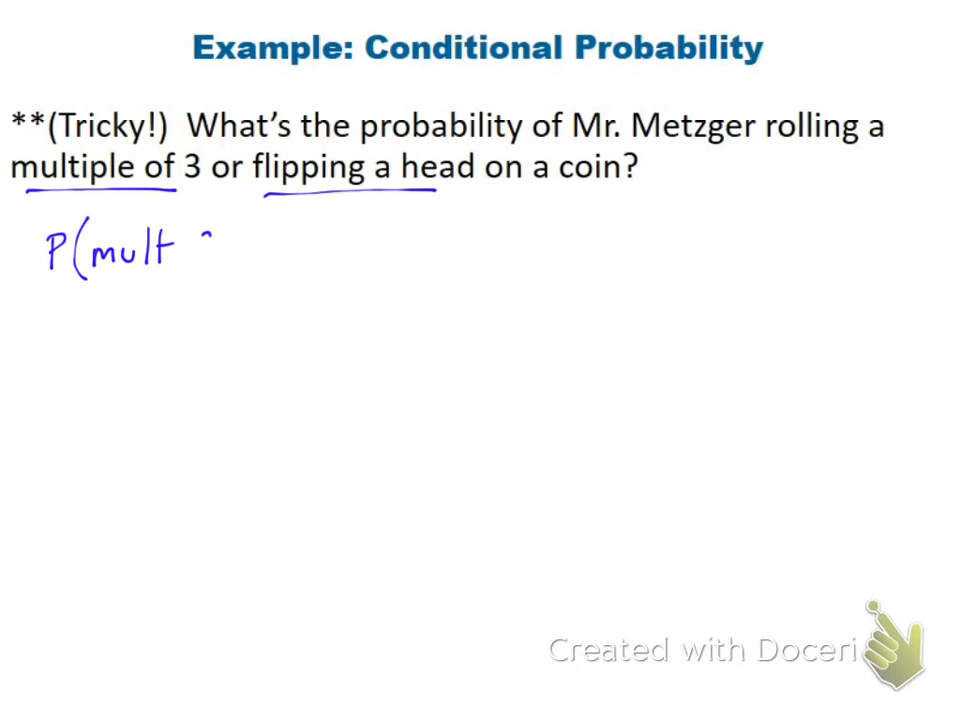 Example: Conditional Probability
**(Tricky!) What's the probability of Mr. Metzger rolling a
multiple of 3 or flipping a head on a coin?
P(mult
Created with Doceri